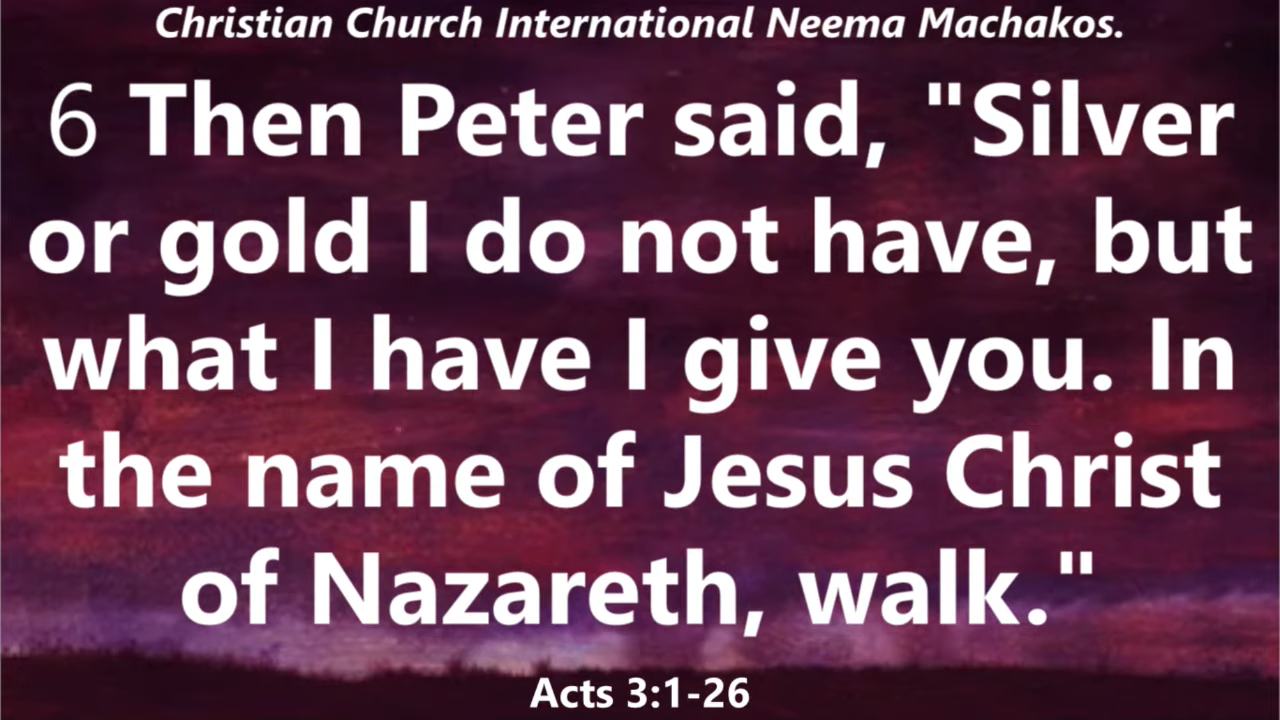 Christian Church International Neema Machakos.
6 Then Peter said, "Silver
or gold I do not have, but
what I have I give you. In
the name of Jesus Christ
of Nazareth, walk."
Acts 3:1-26